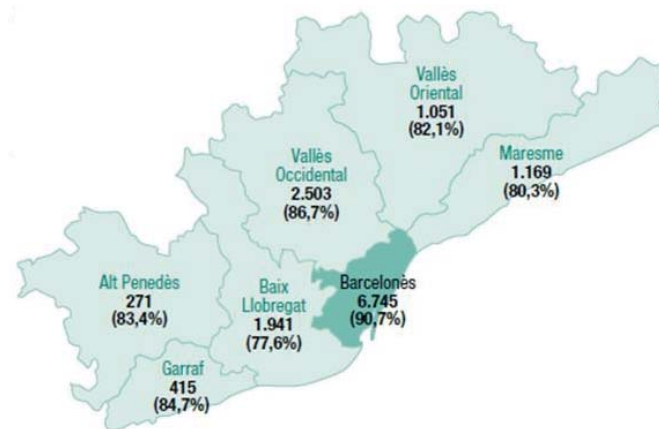 Vallès
Oriental
1.051
(82,1%)
Maresme
1.169
(80,3%)
Vallès
Occidental
2.503
(86,7%)
Alt Penedès
271
(83,4%)
Baix
Llobregat
1.941
(77,6%)
Barcelonès
6.745
(90,7%)
Garraf
415
(84,7%)